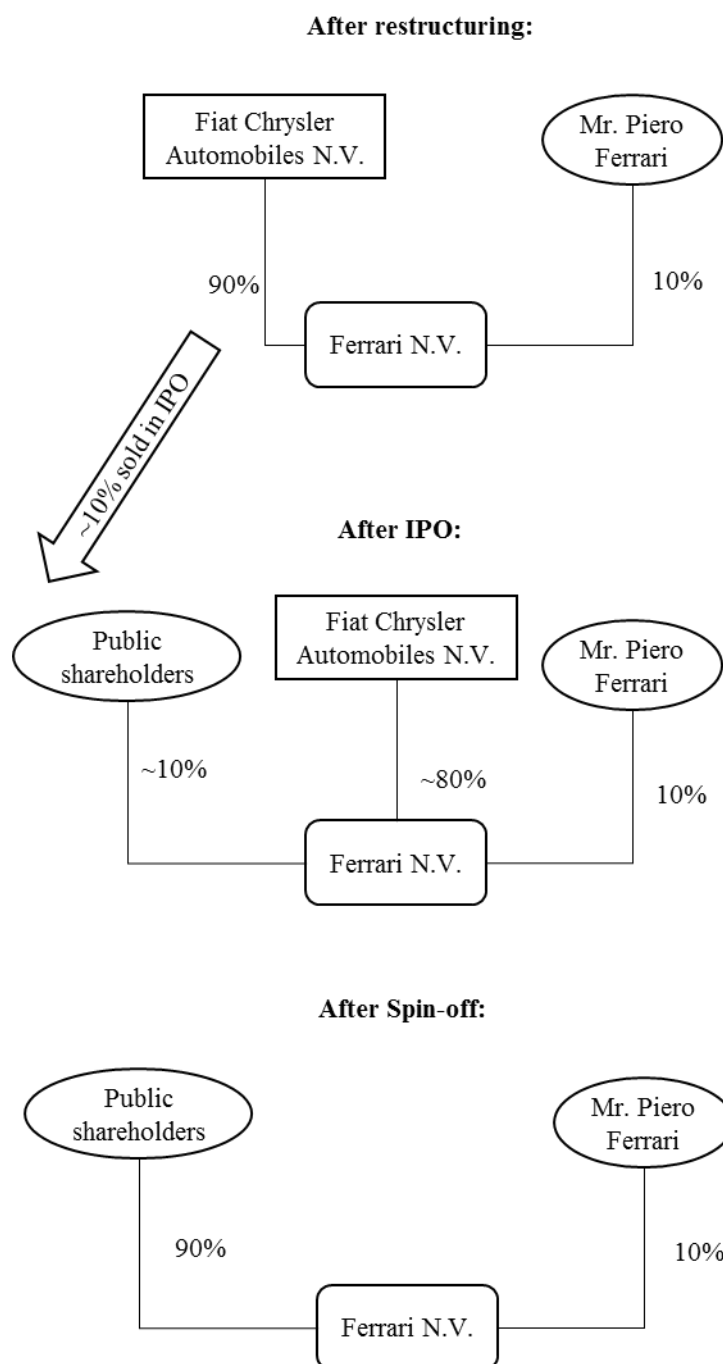 After restructuring:
Fiat Chrysler
Automobiles N.V.
Mr. Piero
Ferrari
90%
10%
Ferrari N.V.
~10% sold in IPO
After IPO:
Public
shareholders
Fiat Chrysler
Automobiles N.V.
Mr. Piero
Ferrari
~10%
~80%
10%
Ferrari N.V.
After Spin-off:
Public
shareholders
Mr. Piero
Ferrari
90%
10%
Ferrari N.V.